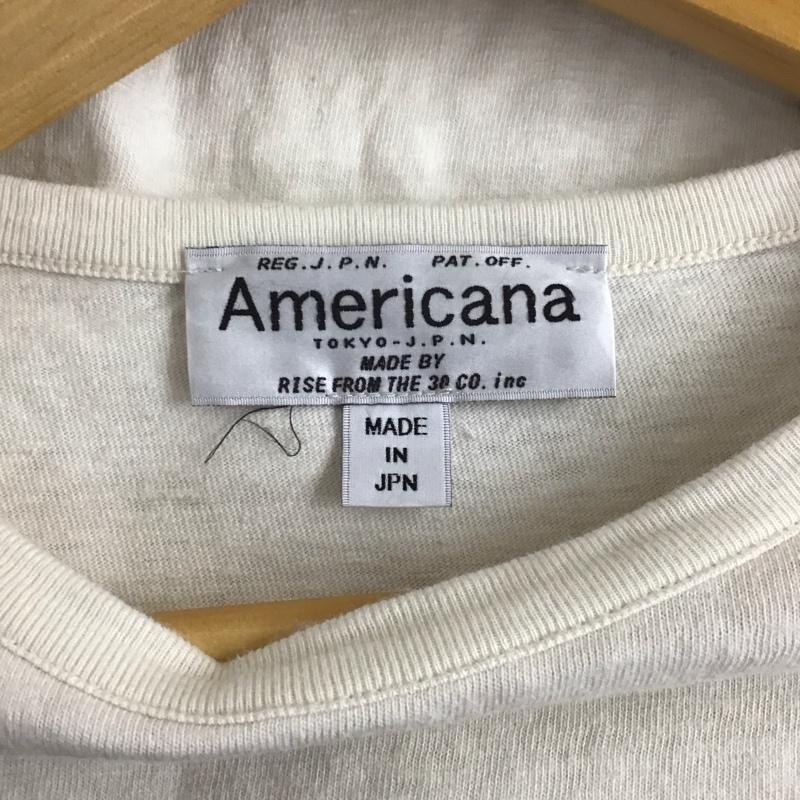 REG.J.P.N. PAT.OFF.
Americana
TOKYO-J.P.N.
MADE BY
RISE FROM THE 30 CO. inc
MADE
IN
JPN